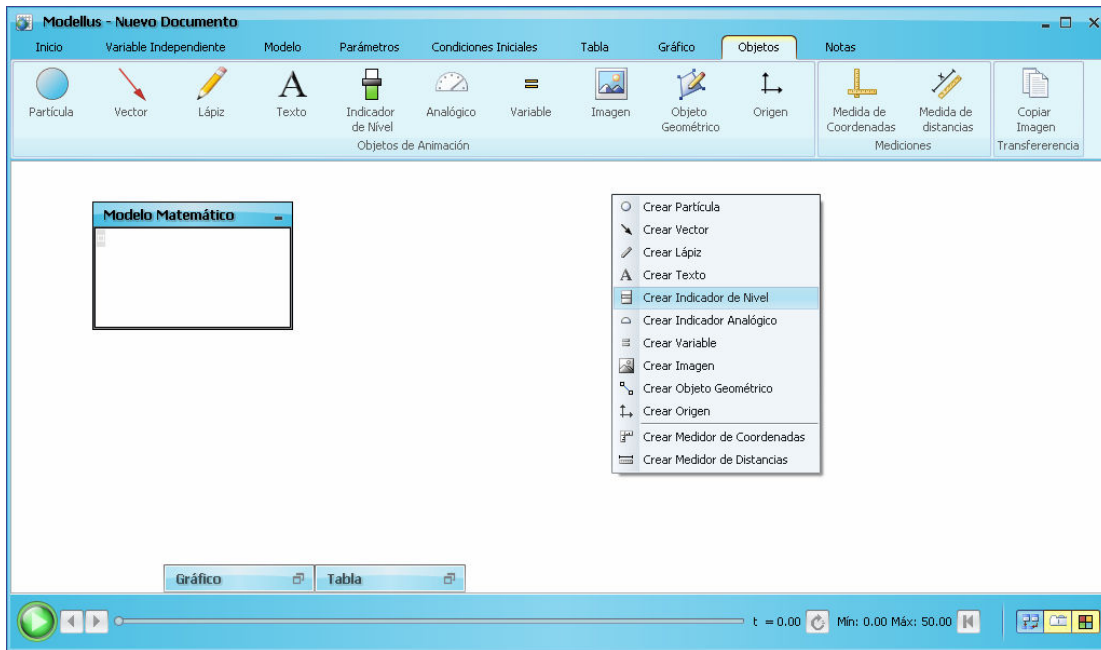 Modellus - Nuevo Documento
Inicio Variable Independiente Modelo Parámetros Condiciones Iniciales Tabla Gráfico Objetos Notas
Partícula Vector Lápiz Texto Indicador de Nível Analógico Variable Imagen Objeto Geométrico Origen Medida de Coordenadas Medida de distancias Copiar Imagen
Objetos de Animación Mediciones Transfererencia
Modelo Matemático
Crear Partícula
Crear Vector
Crear Lápiz
Crear Texto
Crear Indicador de Nivel
Crear Indicador Analógico
Crear Variable
Crear Imagen
Crear Objeto Geométrico
Crear Origen
Crear Medidor de Coordenadas
Crear Medidor de Distancias
Gráfico Tabla
t = 0.00 Mín: 0.00 Máx: 50.00